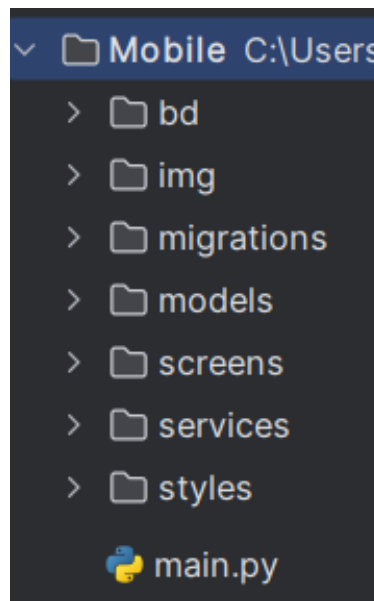 Mobile C:\Users
bd
img
migrations
models
screens
services
styles
main.py